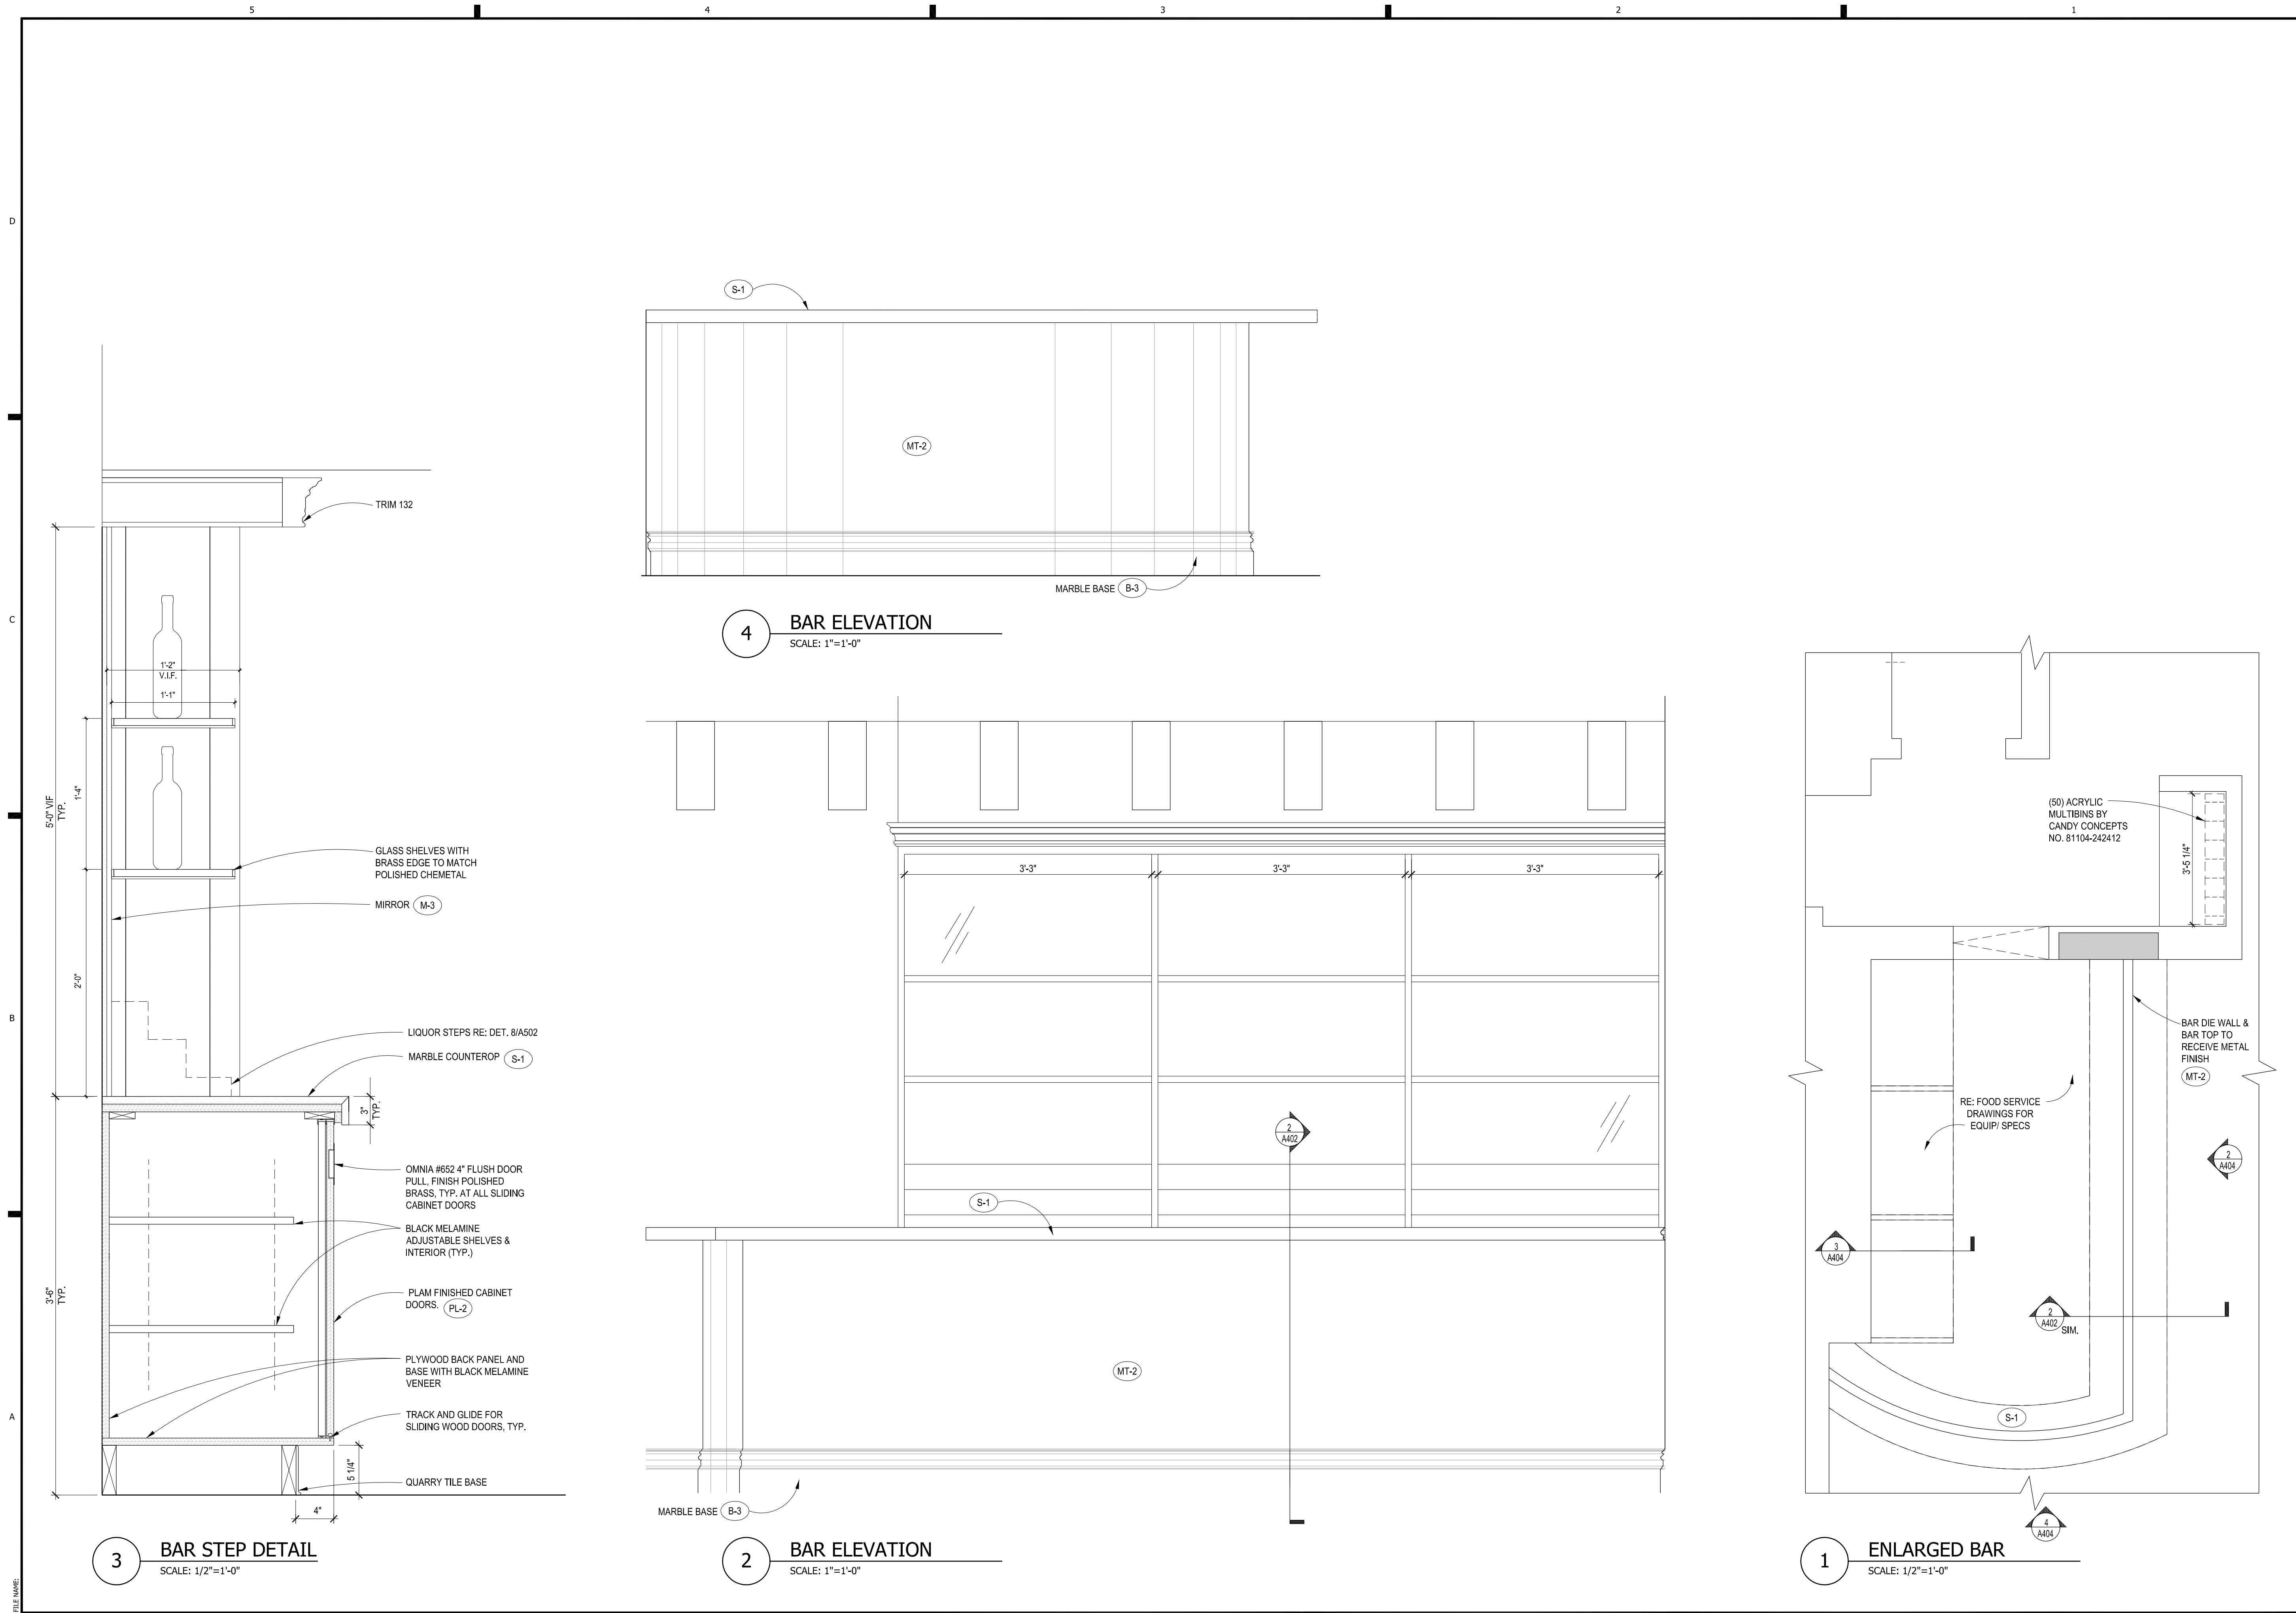 5
4
3
2
1
D
C
B
A
FILE NAME:
S-1
MT-2
MARBLE BASE B-3
4
BAR ELEVATION
SCALE: 1"=1'-0"
TRIM 132
1'-2"
V.I.F.
1'-1"
5'-0" VIF
TYP.
1'-4"
2'-0"
GLASS SHELVES WITH
BRASS EDGE TO MATCH
POLISHED CHEMETAL
MIRROR M-3
LIQUOR STEPS RE: DET. 8/A502
MARBLE COUNTEROP S-1
3"
TYP.
OMNIA #652 4" FLUSH DOOR
PULL, FINISH POLISHED
BRASS, TYP. AT ALL SLIDING
CABINET DOORS
BLACK MELAMINE
ADJUSTABLE SHELVES &
INTERIOR (TYP.)
3'-6"
TYP.
PLAM FINISHED CABINET
DOORS. PL-2
PLYWOOD BACK PANEL AND
BASE WITH BLACK MELAMINE
VENEER
TRACK AND GLIDE FOR
SLIDING WOOD DOORS, TYP.
5 1/4"
QUARRY TILE BASE
4"
3
BAR STEP DETAIL
SCALE: 1/2"=1'-0"
3'-3"
3'-3"
3'-3"
2
A402
S-1
MT-2
MARBLE BASE B-3
2
BAR ELEVATION
SCALE: 1"=1'-0"
(50) ACRYLIC
MULTIBINS BY
CANDY CONCEPTS
NO. 81104-242412
3'-5 1/4"
BAR DIE WALL &
BAR TOP TO
RECEIVE METAL
FINISH
MT-2
RE: FOOD SERVICE
DRAWINGS FOR
EQUIP/ SPECS
2
A404
3
A404
2
A402
SIM.
S-1
4
A404
1
ENLARGED BAR
SCALE: 1/2"=1'-0"